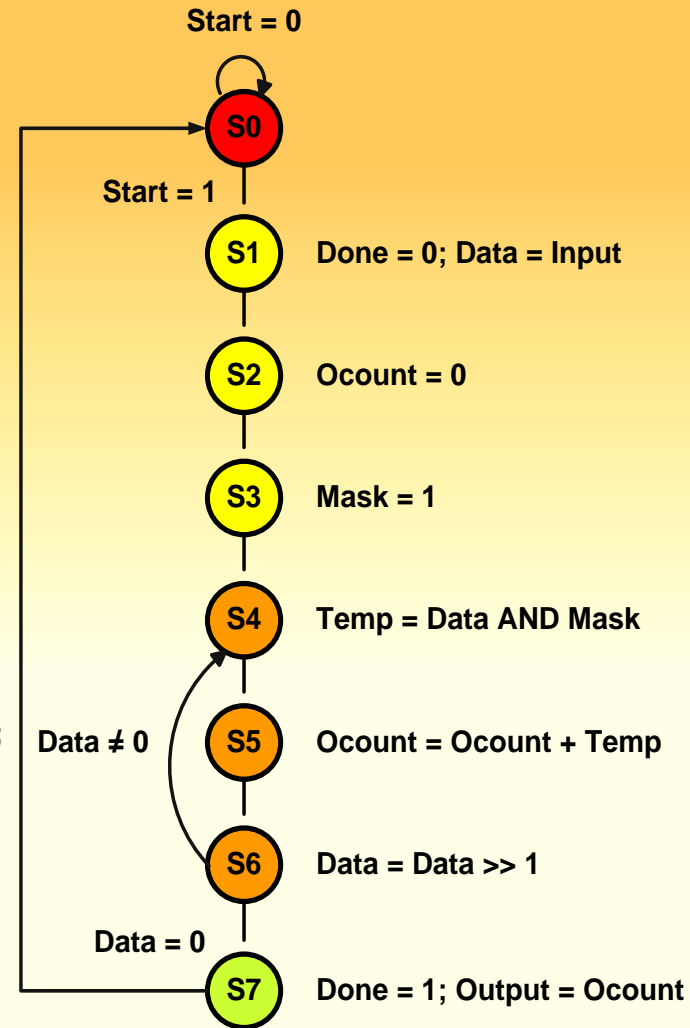 Start = 0
S0
Start = 1
S1 Done = 0; Data = Input
S2 Ocount = 0
S3 Mask = 1
S4 Temp = Data AND Mask
Data ≠ 0
S5 Ocount = Ocount + Temp
S6 Data = Data >> 1
Data = 0
S7 Done = 1; Output = Ocount